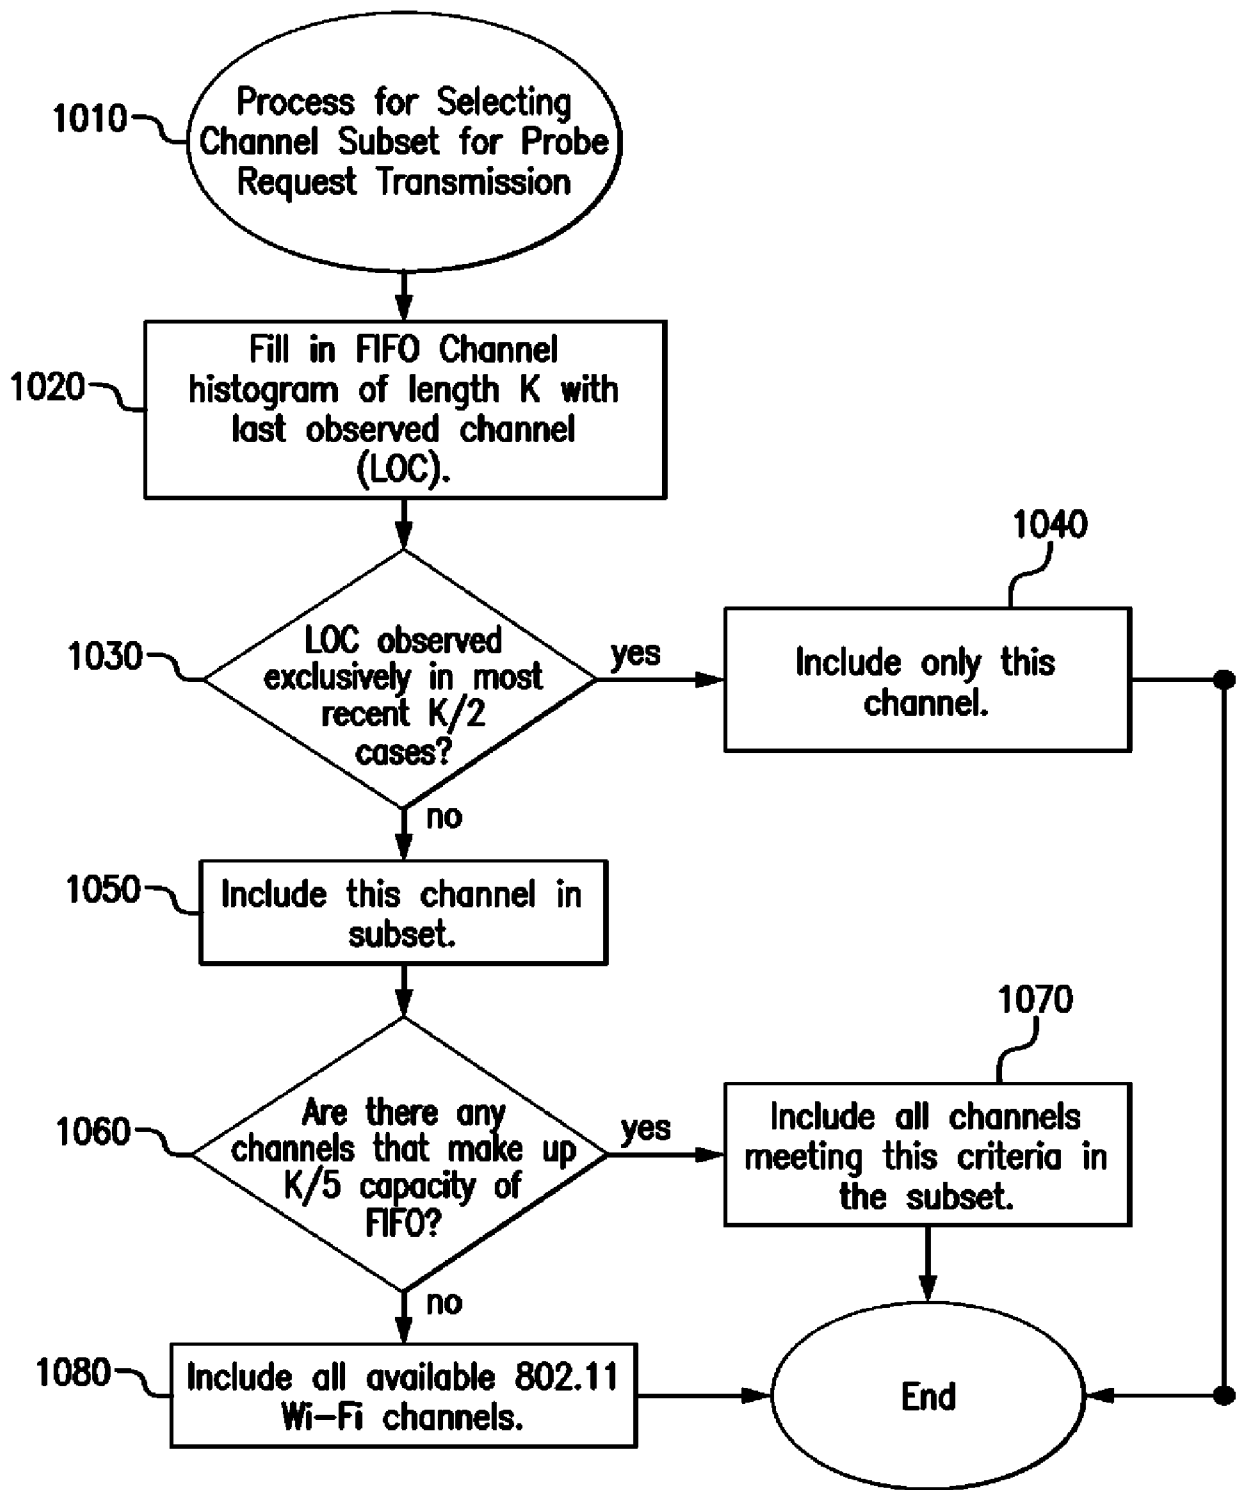 1010
Process for Selecting
Channel Subset for Probe
Request Transmission
1020
Fill in FIFO Channel
histogram of length K with
last observed channel
(LOC).
1030
LOC observed
exclusively in most
recent K/2
cases?
yes
1040
Include only this
channel.
no
1050
Include this channel in
subset.
1060
Are there any
channels that make up
K/5 capacity of
FIFO?
yes
1070
Include all channels
meeting this criteria in
the subset.
no
1080
Include all available 802.11
Wi-Fi channels.
End